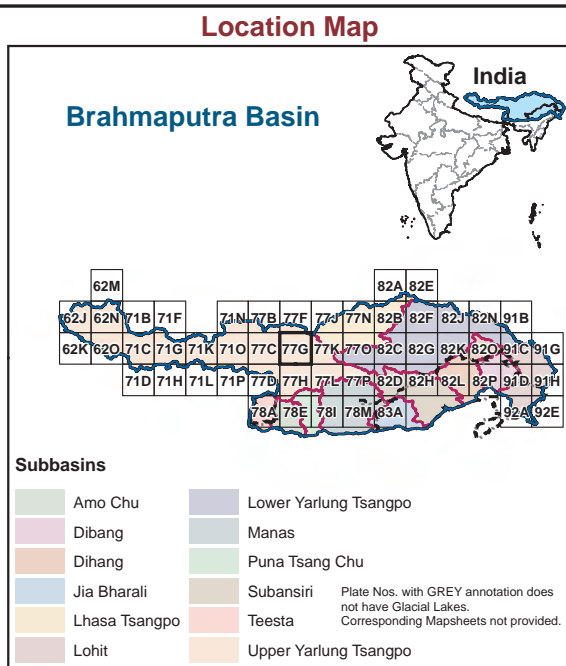 Location Map
India
Brahmaputra Basin
62M 82A 82E
62J 62N 71B 71F 71N 77B 77F 77J 77N 82B 82F 82J 82N 91B
62K 62O 71C 71G 71K 71O 77C 77G 77K 77O 82C 82G 82K 82O 91C 91G
71D 71H 71L 71P 77D 77H 77L 77P 82D 82H 82L 82P 91D 91H
78A 78E 78I 78M 83A 92A 92E
Subbasins
Amo Chu Lower Yarlung Tsangpo
Dibang Manas
Dihang Puna Tsang Chu
Jia Bharali Subansiri Plate Nos. with GREY annotation does
not have Glacial Lakes.
Lhasa Tsangpo Teesta Corresponding Mapsheets not provided.
Lohit Upper Yarlung Tsangpo